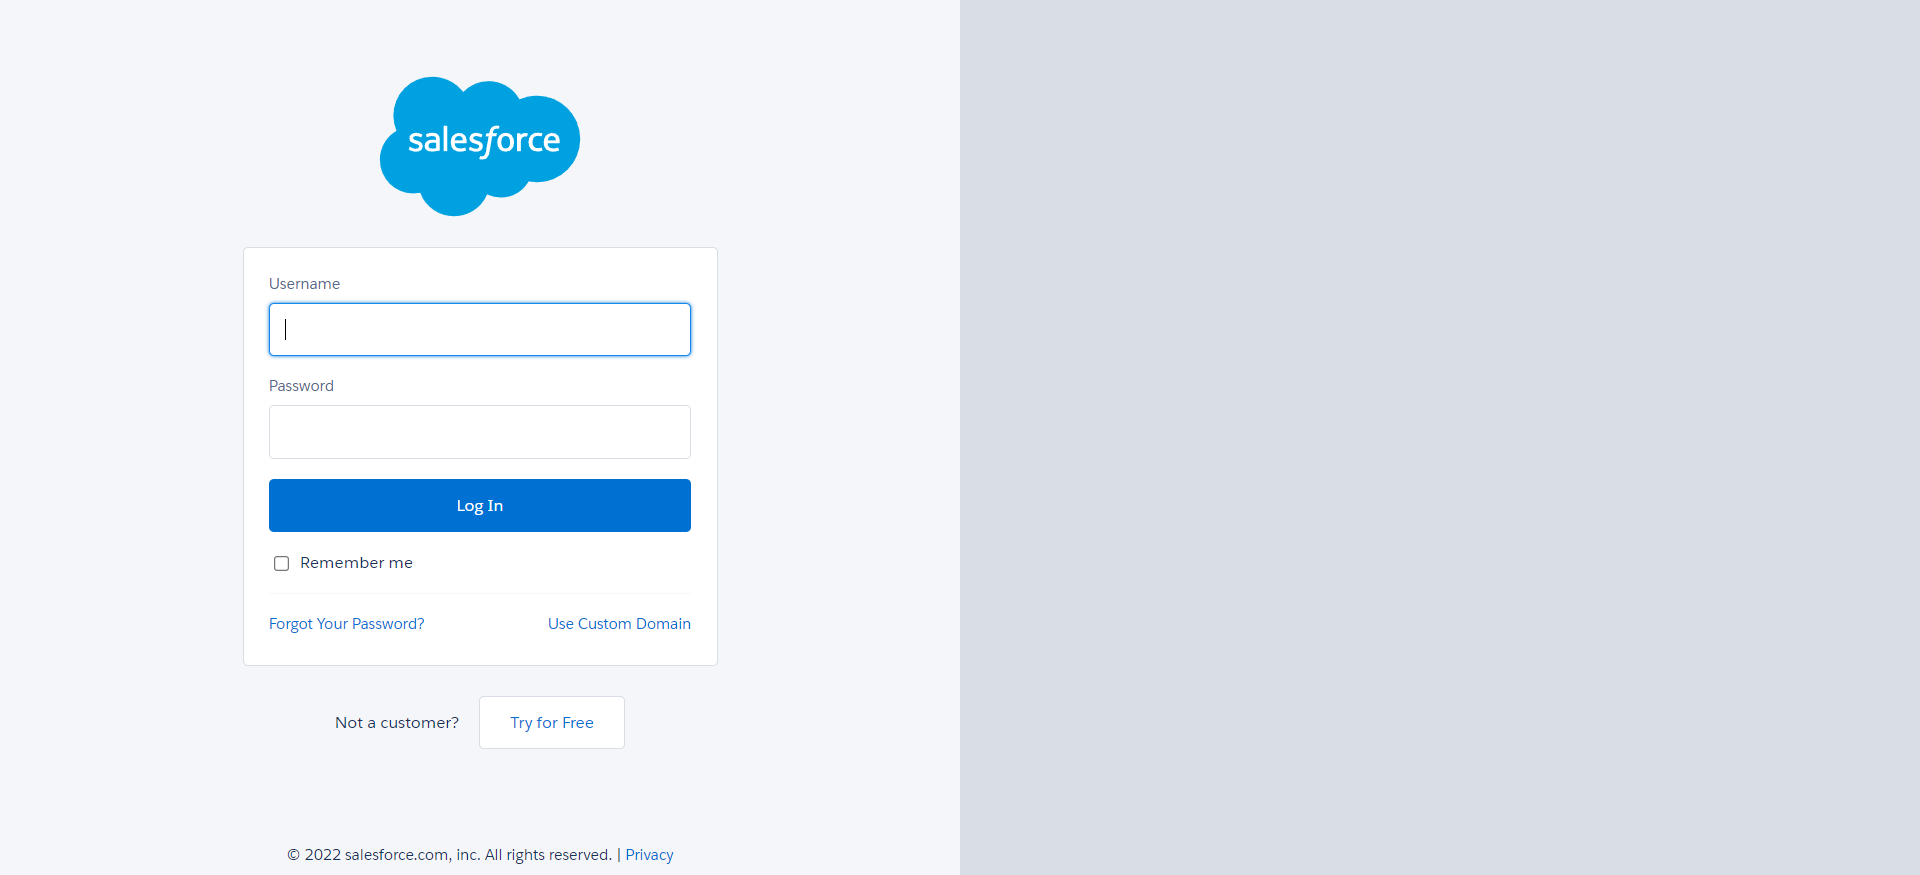 salesforce
Username
Password
Log In
Remember me
Forgot Your Password? Use Custom Domain
Not a customer? Try for Free
© 2022 salesforce.com, inc. All rights reserved. | Privacy